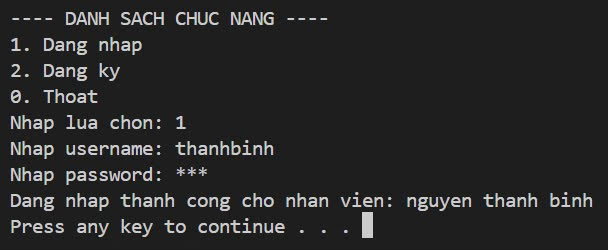 ---- DANH SACH CHUC NANG ----
1. Dang nhap
2. Dang ky
0. Thoat
Nhap lua chon: 1
Nhap username: thanhbinh
Nhap password: ***
Dang nhap thanh cong cho nhan vien: nguyen thanh binh
Press any key to continue . . .